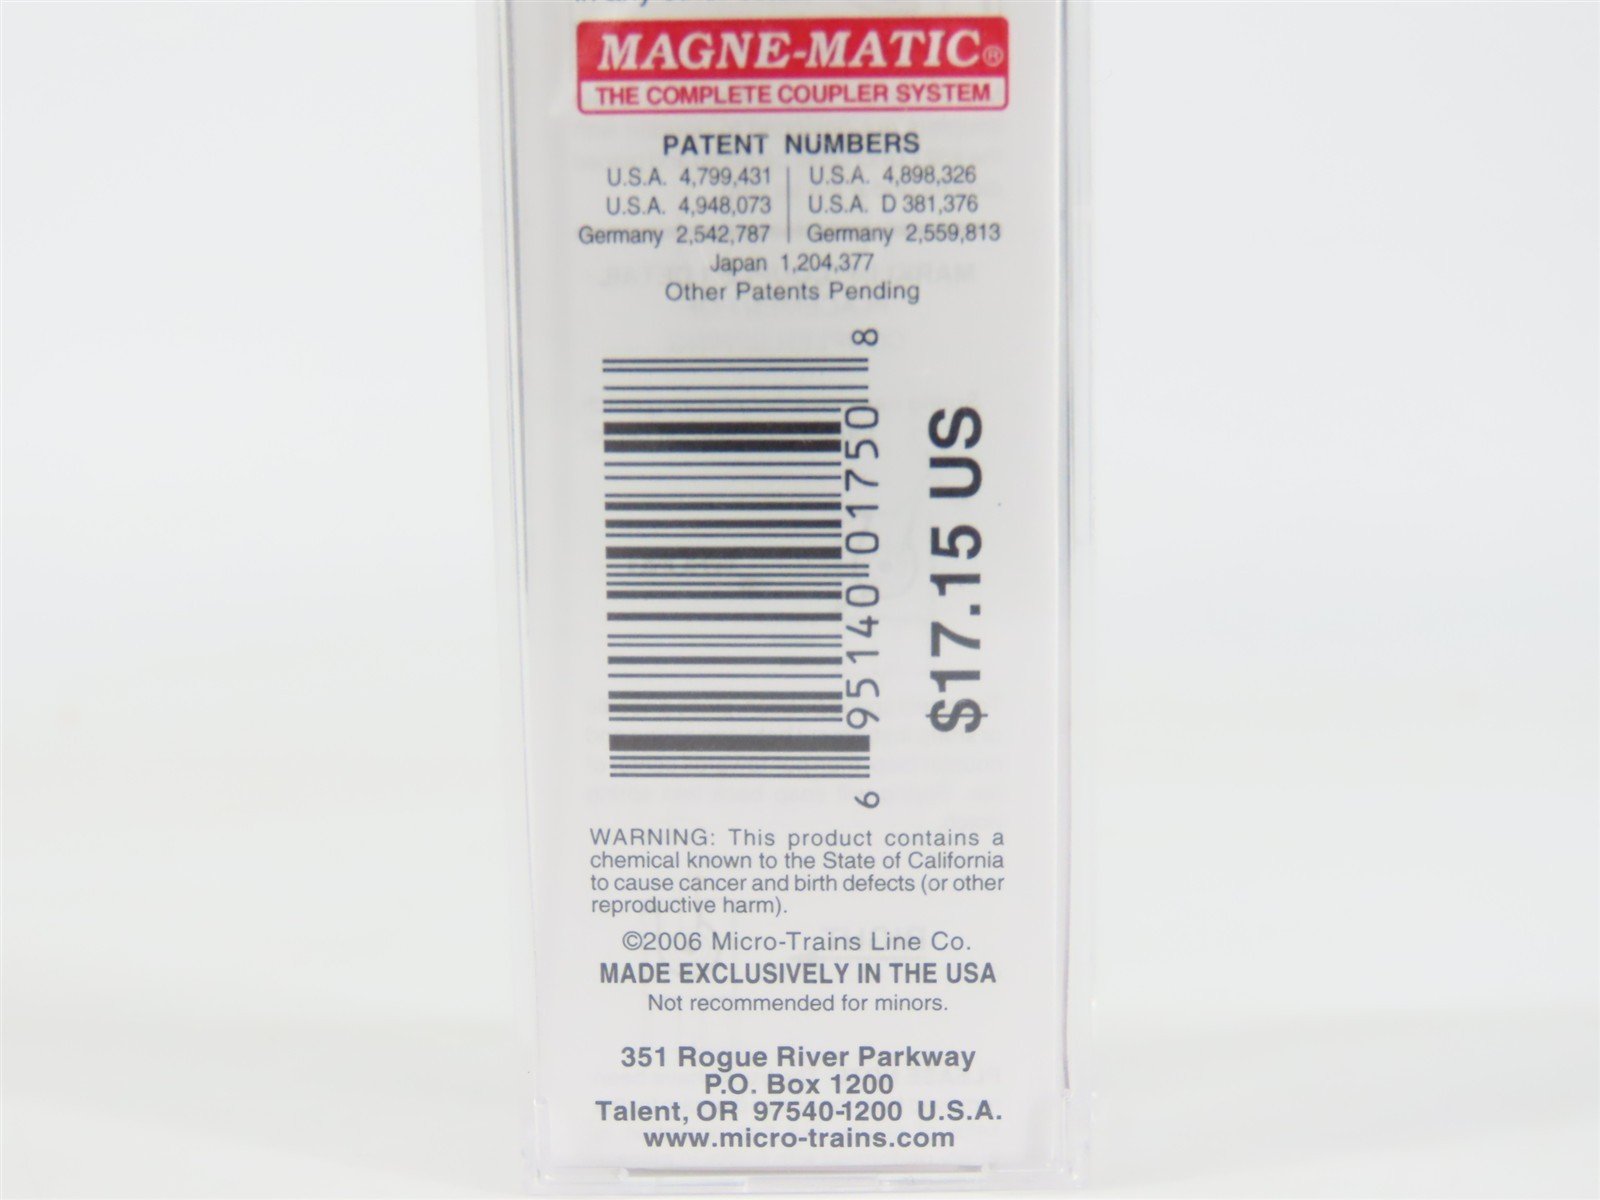 MAGNE-MATIC®
THE COMPLETE COUPLER SYSTEM
PATENT NUMBERS
U.S.A. 4,799,431 | U.S.A. 4,898,326
U.S.A. 4,948,073 | U.S.A. D 381,376
Germany 2,542,787 | Germany 2,559,813
Japan 1,204,377
Other Patents Pending
6 95140 01750 8
$17.15 US
WARNING: This product contains a
chemical known to the State of California
to cause cancer and birth defects (or other
reproductive harm).
©2006 Micro-Trains Line Co.
MADE EXCLUSIVELY IN THE USA
Not recommended for minors.
351 Rogue River Parkway
P.O. Box 1200
Talent, OR 97540-1200 U.S.A.
www.micro-trains.com